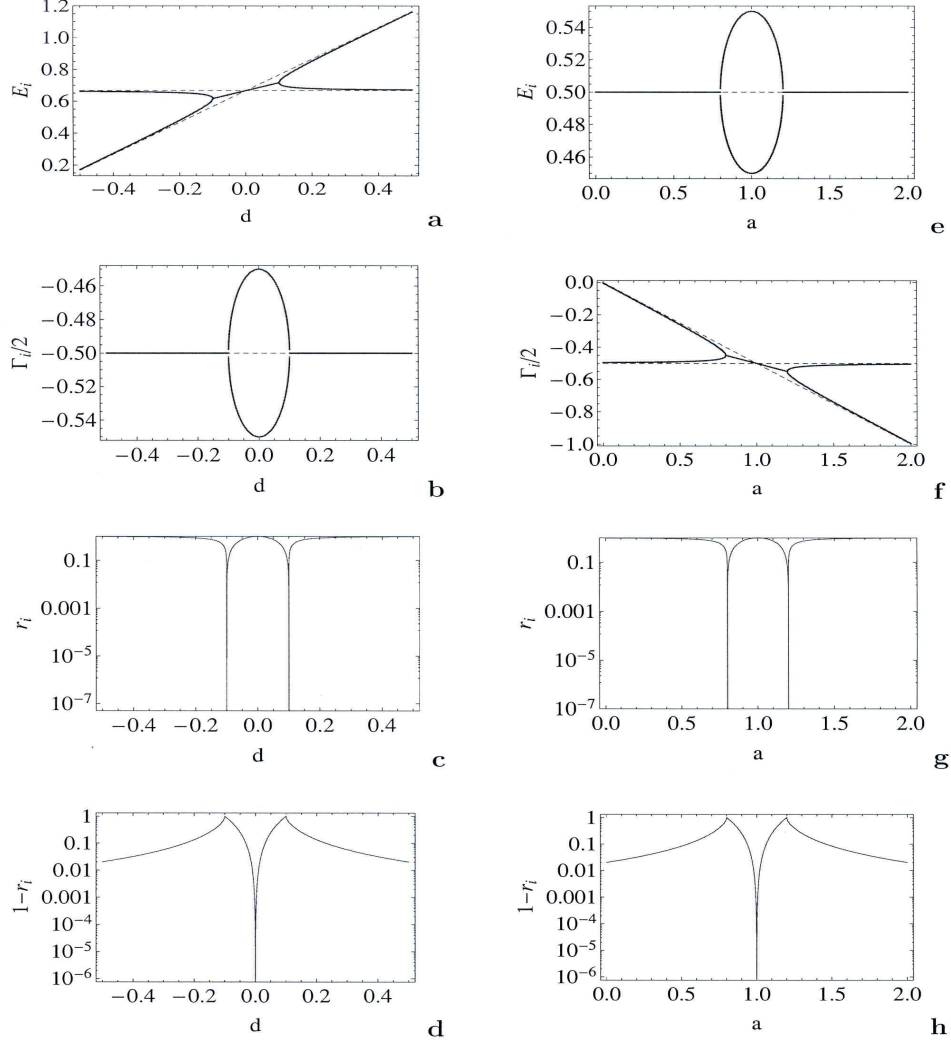 1.2
1.0
0.8
0.6
0.4
0.2
E_i
−0.4 −0.2 0.0 0.2 0.4
d
a
−0.46
−0.48
−0.50
−0.52
−0.54
Γ_i/2
−0.4 −0.2 0.0 0.2 0.4
d
b
0.1
0.001
10^−5
10^−7
r_i
−0.4 −0.2 0.0 0.2 0.4
d
c
1
0.1
0.01
0.001
10^−4
10^−5
10^−6
1−r_i
−0.4 −0.2 0.0 0.2 0.4
d
d
0.54
0.52
0.50
0.48
0.46
E_i
0.0 0.5 1.0 1.5 2.0
a
e
0.0
−0.2
−0.4
−0.6
−0.8
−1.0
Γ_i/2
0.0 0.5 1.0 1.5 2.0
a
f
0.1
0.001
10^−5
10^−7
r_i
0.0 0.5 1.0 1.5 2.0
a
g
1
0.1
0.01
0.001
10^−4
10^−5
10^−6
1−r_i
0.0 0.5 1.0 1.5 2.0
a
h